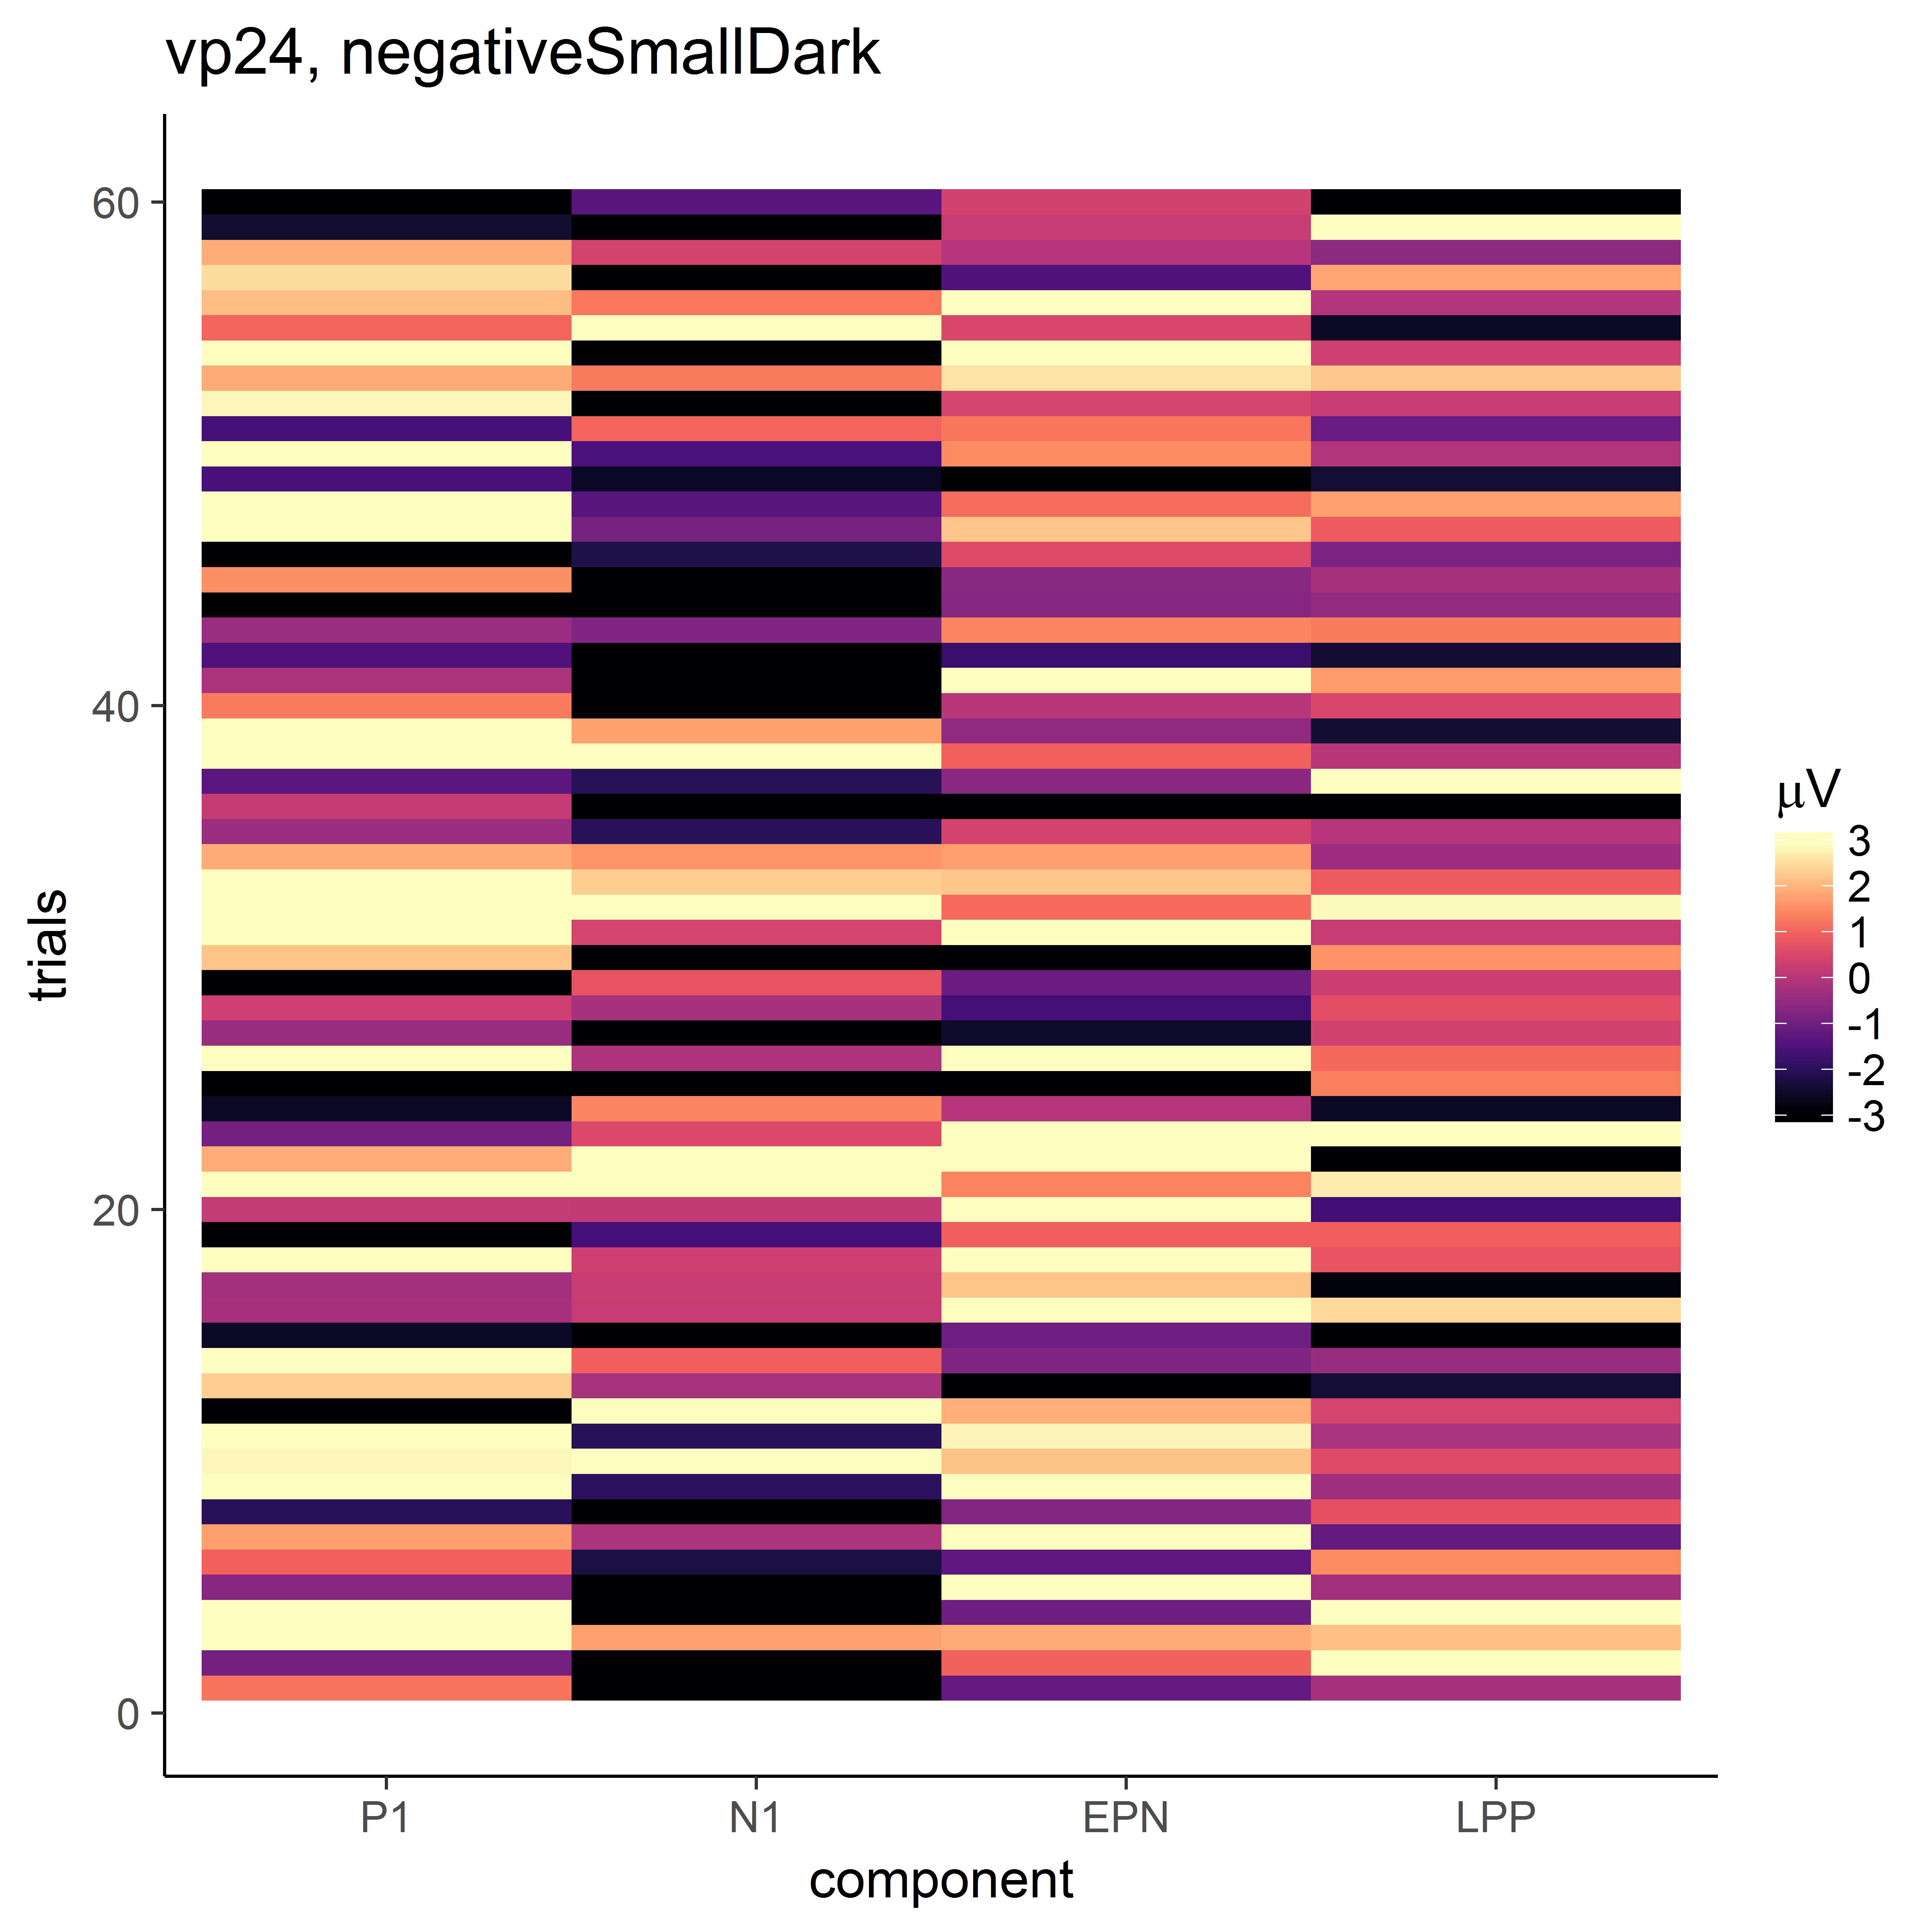 vp24, negativeSmallDark
60
40
20
0
trials
P1 N1 EPN LPP
component
μV
3
2
1
0
-1
-2
-3